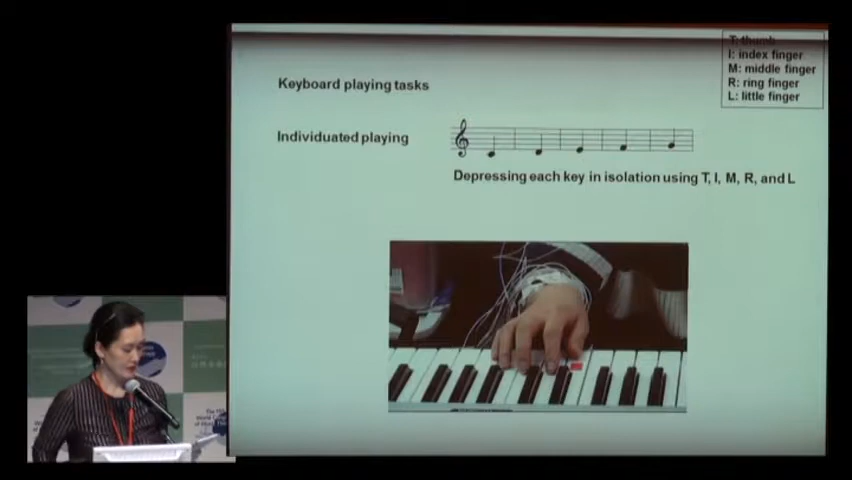 T: thumb
I: index finger
M: middle finger
R: ring finger
L: little finger
Keyboard playing tasks
Individuated playing
Depressing each key in isolation using T, I, M, R, and L